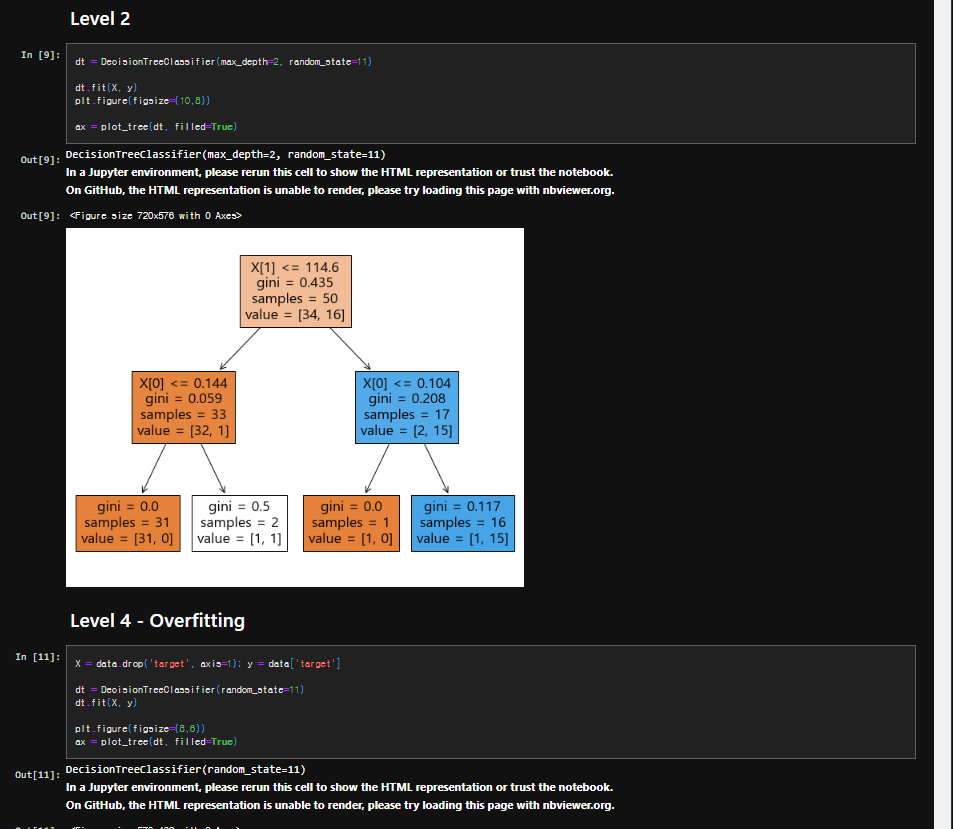 Level 2
In [9]:
dt = DecisionTreeClassifier(max_depth=2, random_state=11)
dt.fit(X, y)
plt.figure(figsize=(10,8))
ax = plot_tree(dt, filled=True)
Out[9]:
DecisionTreeClassifier(max_depth=2, random_state=11)
In a Jupyter environment, please rerun this cell to show the HTML representation or trust the notebook.
On GitHub, the HTML representation is unable to render, please try loading this page with nbviewer.org.
Out[9]:
<Figure size 720x576 with 0 Axes>
X[1] <= 114.6
gini = 0.435
samples = 50
value = [34, 16]
X[0] <= 0.144
gini = 0.059
samples = 33
value = [32, 1]
X[0] <= 0.104
gini = 0.208
samples = 17
value = [2, 15]
gini = 0.0
samples = 31
value = [31, 0]
gini = 0.5
samples = 2
value = [1, 1]
gini = 0.0
samples = 1
value = [1, 0]
gini = 0.117
samples = 16
value = [1, 15]
Level 4 - Overfitting
In [11]:
X = data.drop('target', axis=1); y = data['target']
dt = DecisionTreeClassifier(random_state=11)
dt.fit(X, y)
plt.figure(figsize=(8,6))
ax = plot_tree(dt, filled=True)
Out[11]:
DecisionTreeClassifier(random_state=11)
In a Jupyter environment, please rerun this cell to show the HTML representation or trust the notebook.
On GitHub, the HTML representation is unable to render, please try loading this page with nbviewer.org.